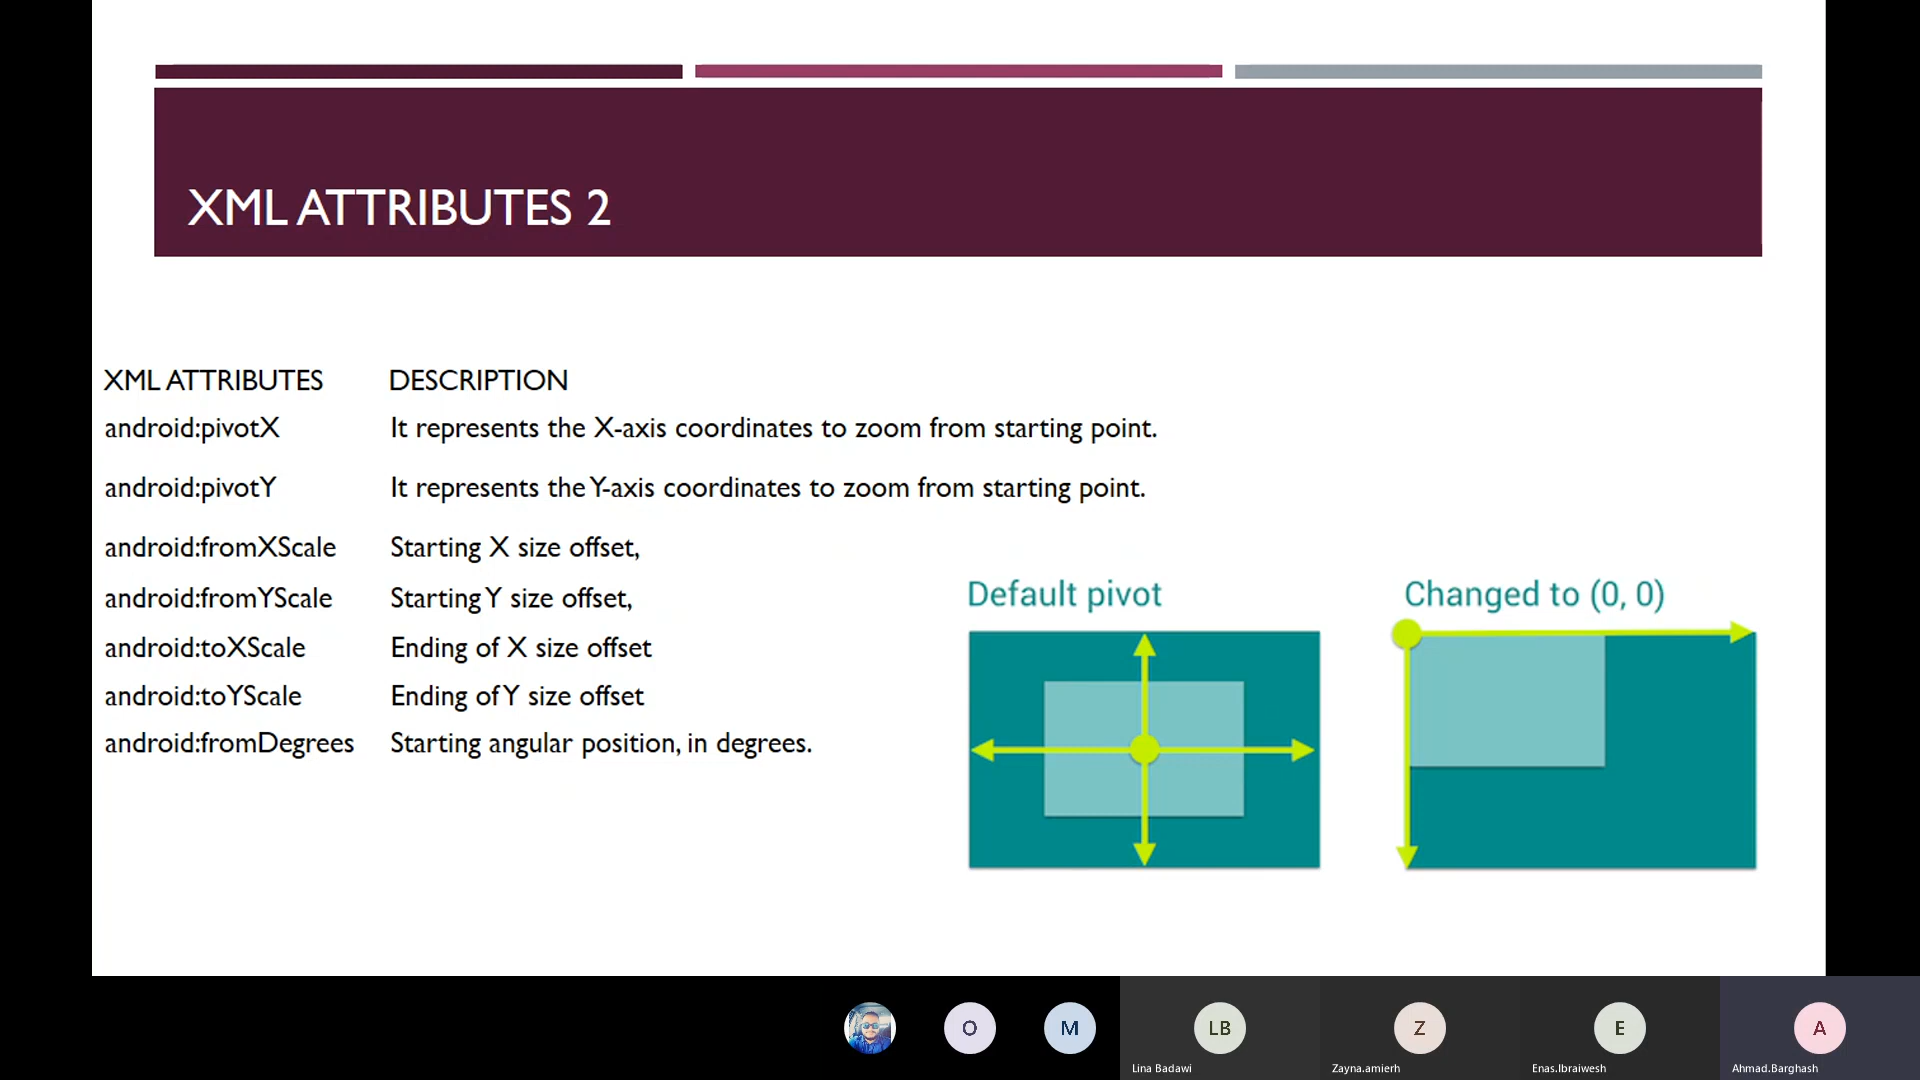 XML ATTRIBUTES 2
XML ATTRIBUTES DESCRIPTION
android:pivotX It represents the X-axis coordinates to zoom from starting point.
android:pivotY It represents the Y-axis coordinates to zoom from starting point.
android:fromXScale Starting X size offset,
android:fromYScale Starting Y size offset,
android:toXScale Ending of X size offset
android:toYScale Ending of Y size offset
android:fromDegrees Starting angular position, in degrees.
Default pivot
Changed to (0, 0)
O
M
LB
Z
E
A
Lina Badawi
Zayna.amierh
Enas.Ibraiwesh
Ahmad.Barghash